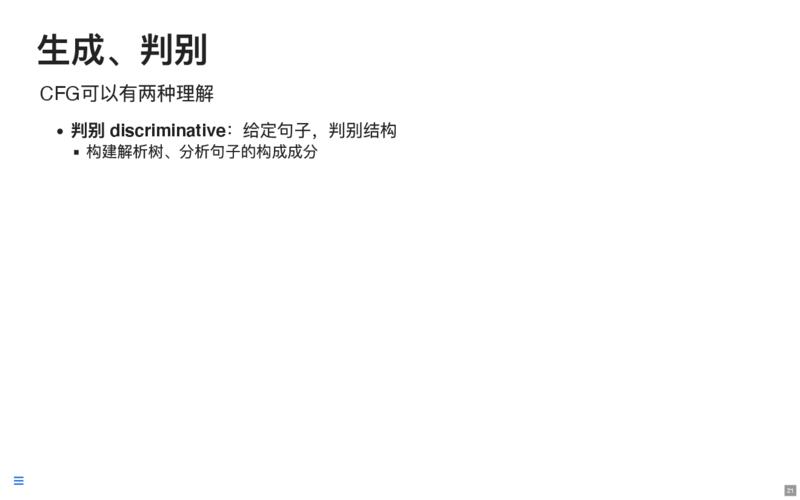 生成、判别
CFG可以有两种理解
• 判别 discriminative：给定句子，判别结构
▪ 构建解析树、分析句子的构成成分
21